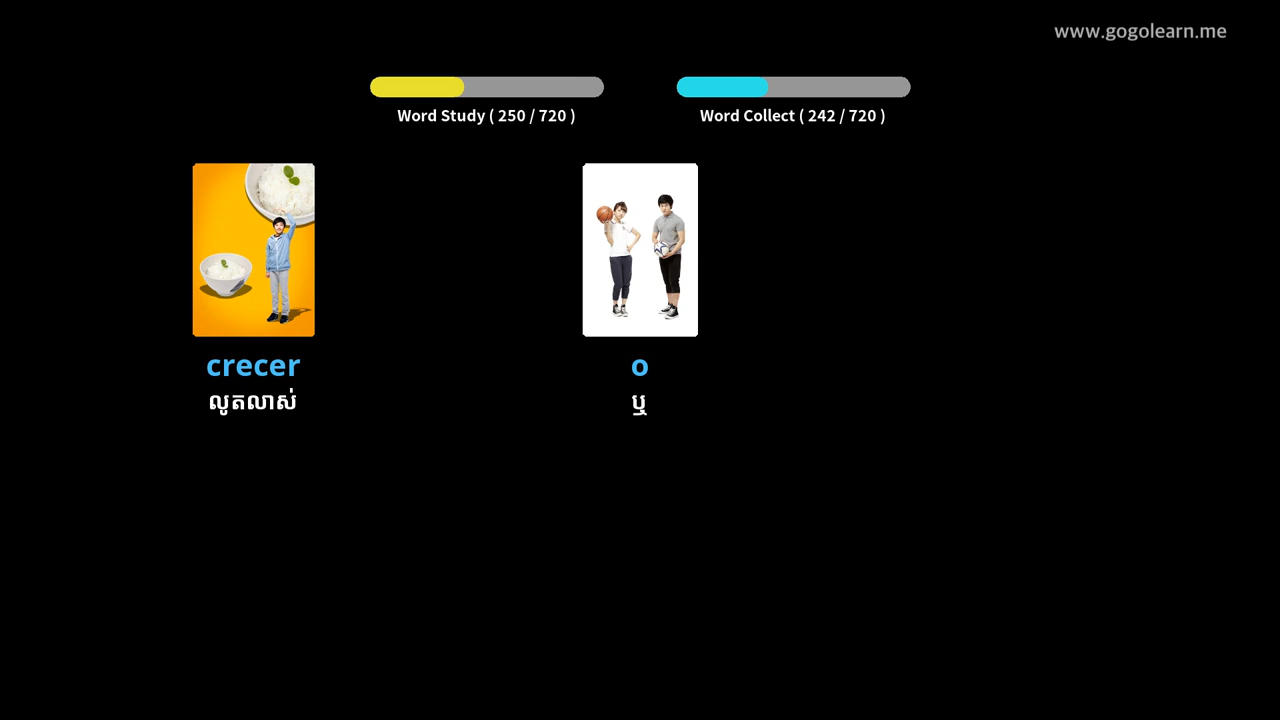 www.gogolearn.me
Word Study ( 250 / 720 )
Word Collect ( 242 / 720 )
crecer
លូតលាស់
o
ឬ